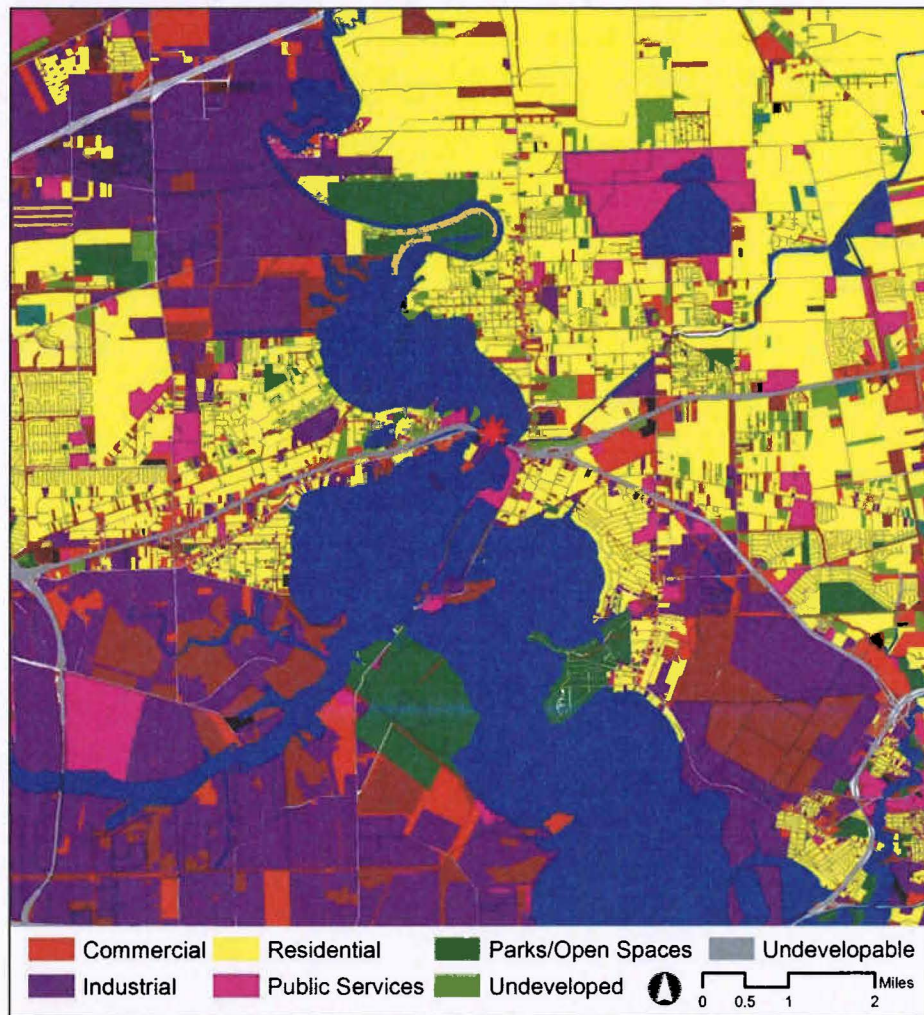 Commercial Residential Parks/Open Spaces Undevelopable
Industrial Public Services Undeveloped Miles
0 0.5 1 2